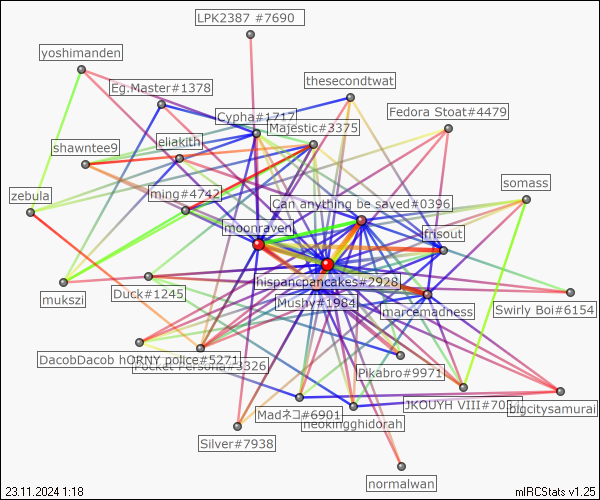 LPK2387 #7690
yoshimanden
Eg.Master#1378
thesecondtwat
Fedora Stoat#4479
Cypha#1717
Majestic#3375
shawntee9
eliakith
zebula
ming#4742
somass
Can anything be saved#0396
moonraven
frisout
hispancpancakes#2928
mukszi
Duck#1245
Mushy#1984
marcemadness
Swirly Boi#6154
DacobDacob hORNY police#5271
Pocket Persona#3326
Pikabro#9971
JKOUYH VIII#70
bigcitysamurai
Madネコ#6901
neokingghidorah
Silver#7938
normalwan
23.11.2024 1:18
mIRCStats v1.25